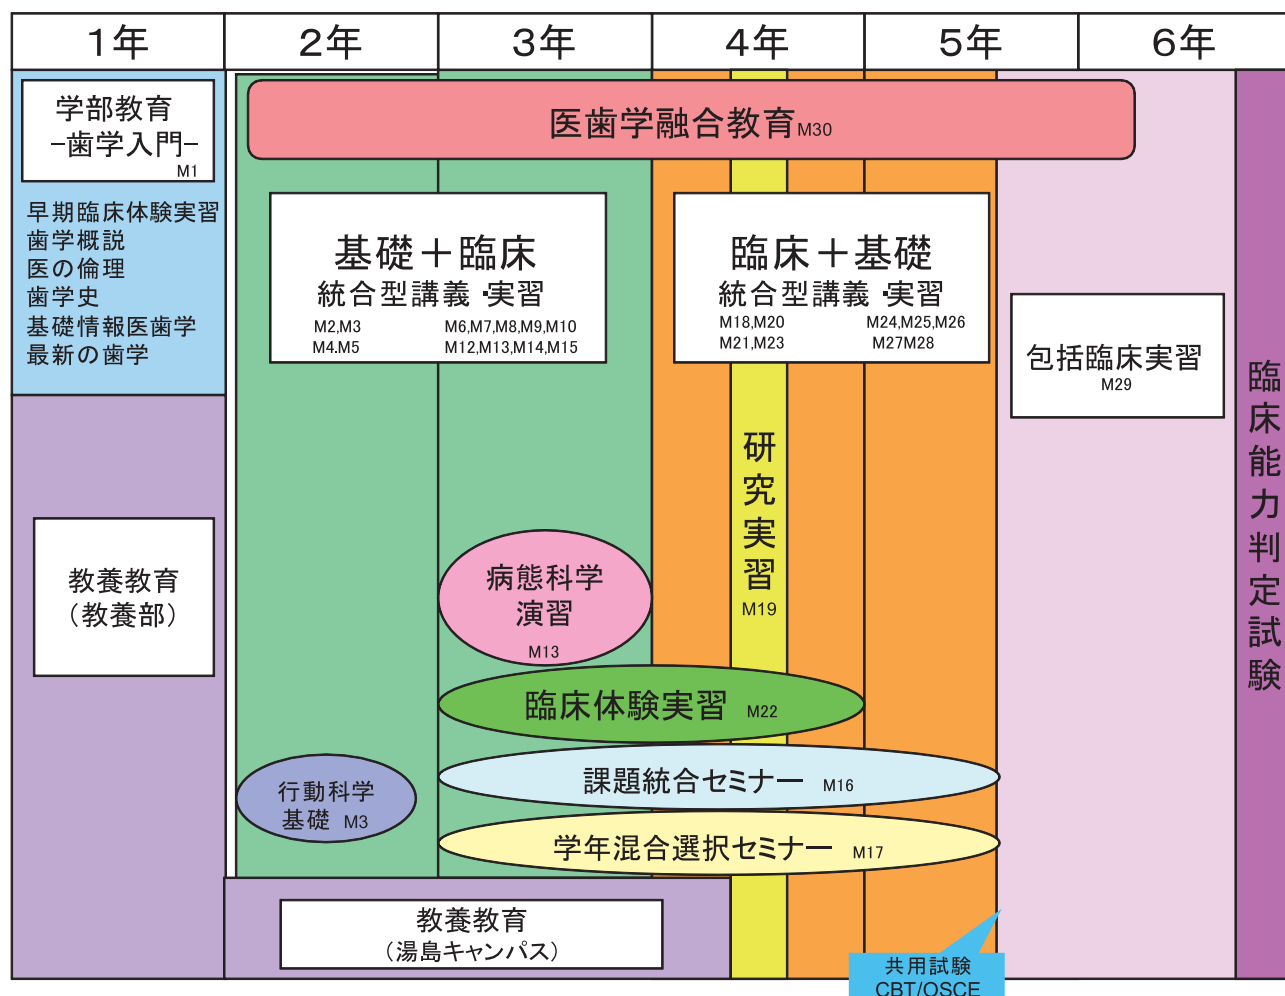 1年
2年
3年
4年
5年
6年
学部教育
-歯学入門-
M1
早期臨床体験実習
歯学概説
医の倫理
歯学史
基礎情報医歯学
最新の歯学
教養教育
(教養部)
医歯学融合教育 M30
基礎+臨床
統合型講義・実習
M2,M3
M4.M5
M6,M7,M8,M9,M10
M12,M13,M14,M15
臨床+基礎
統合型講義・実習
M18,M20
M21,M23
M24,M25,M26
M27M28
包括臨床実習
M29
臨床能力判定試験
研究実習
M19
病態科学
演習
M13
臨床体験実習 M22
行動科学
基礎 M3
課題統合セミナー M16
学年混合選択セミナー M17
教養教育
(湯島キャンパス)
共用試験
CBT/OSCE